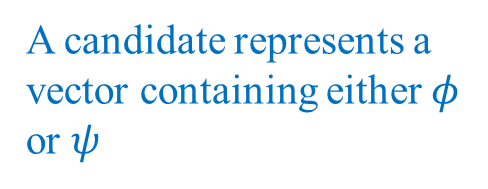 A candidate represents a
vector containing either ϕ
or ψ